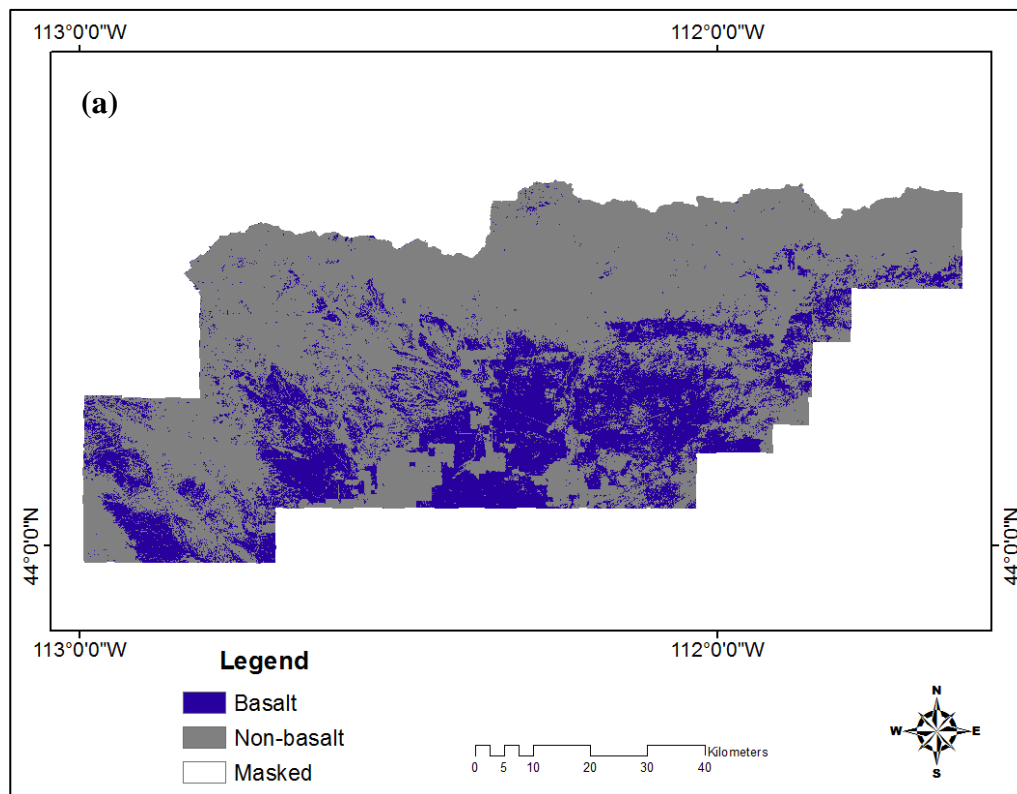 113°0'0"W 112°0'0"W
(a)
44°0'0"N 44°0'0"N
113°0'0"W 112°0'0"W
Legend
Basalt
Non-basalt
Masked
Kilometers
0 5 10 20 30 40
N
W E
S